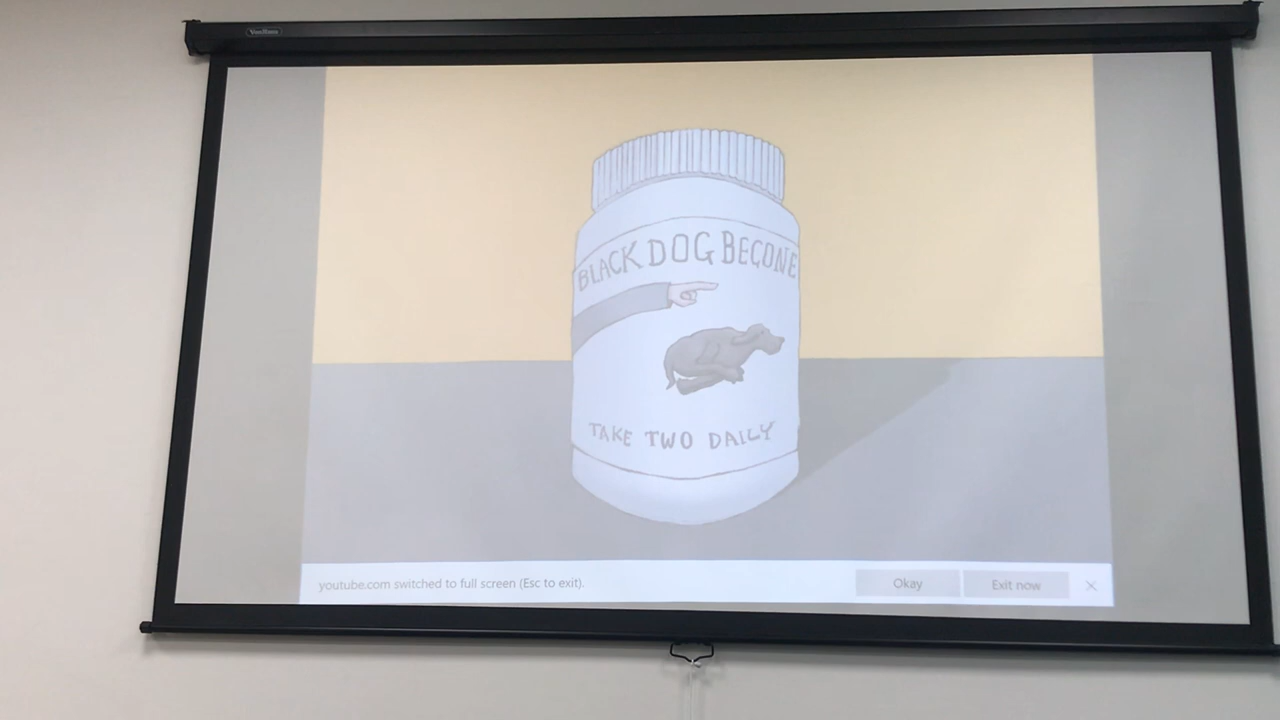 BLACK DOG BEGONE
TAKE TWO DAILY
youtube.com switched to full screen (Esc to exit).
Okay
Exit now